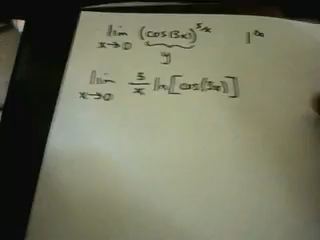 lim x→0 (cos(3x))^5/x 1^∞
y
lim x→0 5/x ln[cos(3x)]